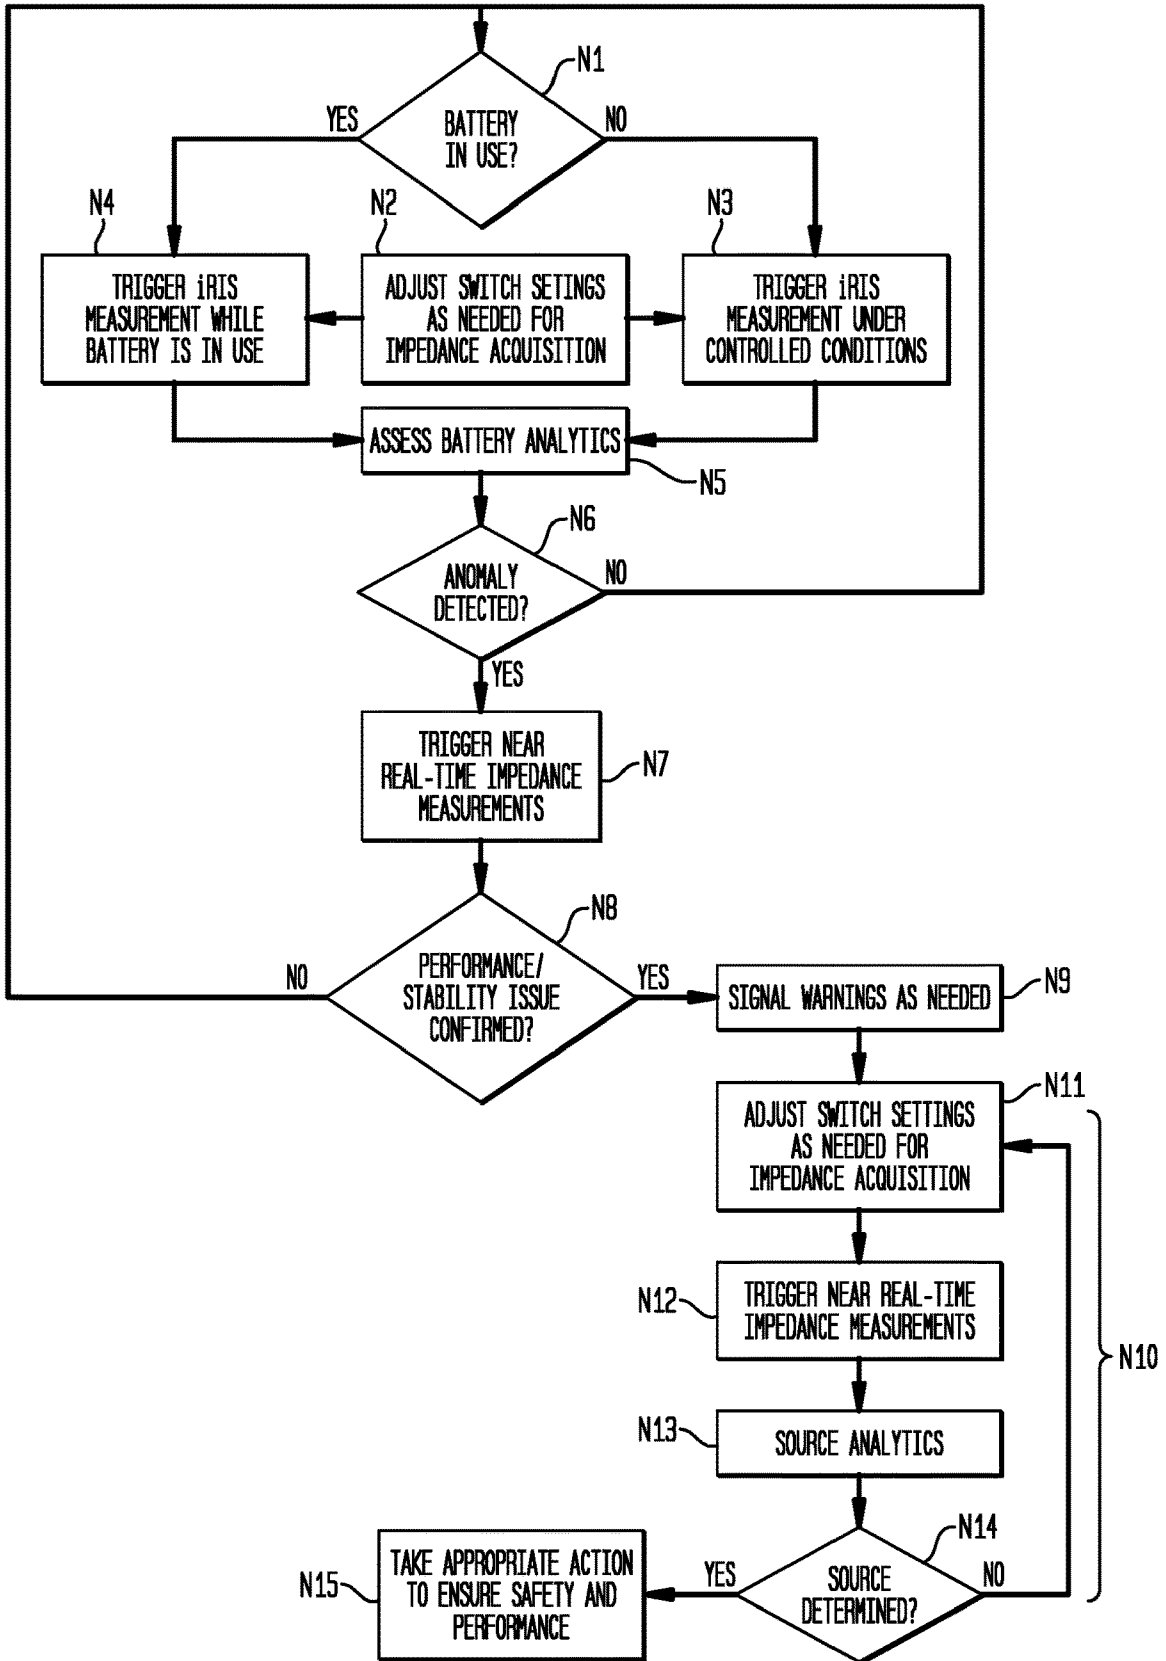 N1
YES
NO
BATTERY
IN USE?
N4
N2
N3
TRIGGER iRIS
MEASUREMENT WHILE
BATTERY IS IN USE
ADJUST SWITCH SETINGS
AS NEEDED FOR
IMPEDANCE ACQUISITION
TRIGGER iRIS
MEASUREMENT UNDER
CONTROLLED CONDITIONS
ASSESS BATTERY ANALYTICS
N5
N6
ANOMALY
DETECTED?
NO
YES
TRIGGER NEAR
REAL-TIME IMPEDANCE
MEASUREMENTS
N7
N8
NO
PERFORMANCE/
STABILITY ISSUE
CONFIRMED?
YES
SIGNAL WARNINGS AS NEEDED
N9
N11
ADJUST SWITCH SETTINGS
AS NEEDED FOR
IMPEDANCE ACQUISITION
N12
TRIGGER NEAR REAL-TIME
IMPEDANCE MEASUREMENTS
N10
N13
SOURCE ANALYTICS
N14
N15
TAKE APPROPRIATE ACTION
TO ENSURE SAFETY AND
PERFORMANCE
YES
SOURCE
DETERMINED?
NO